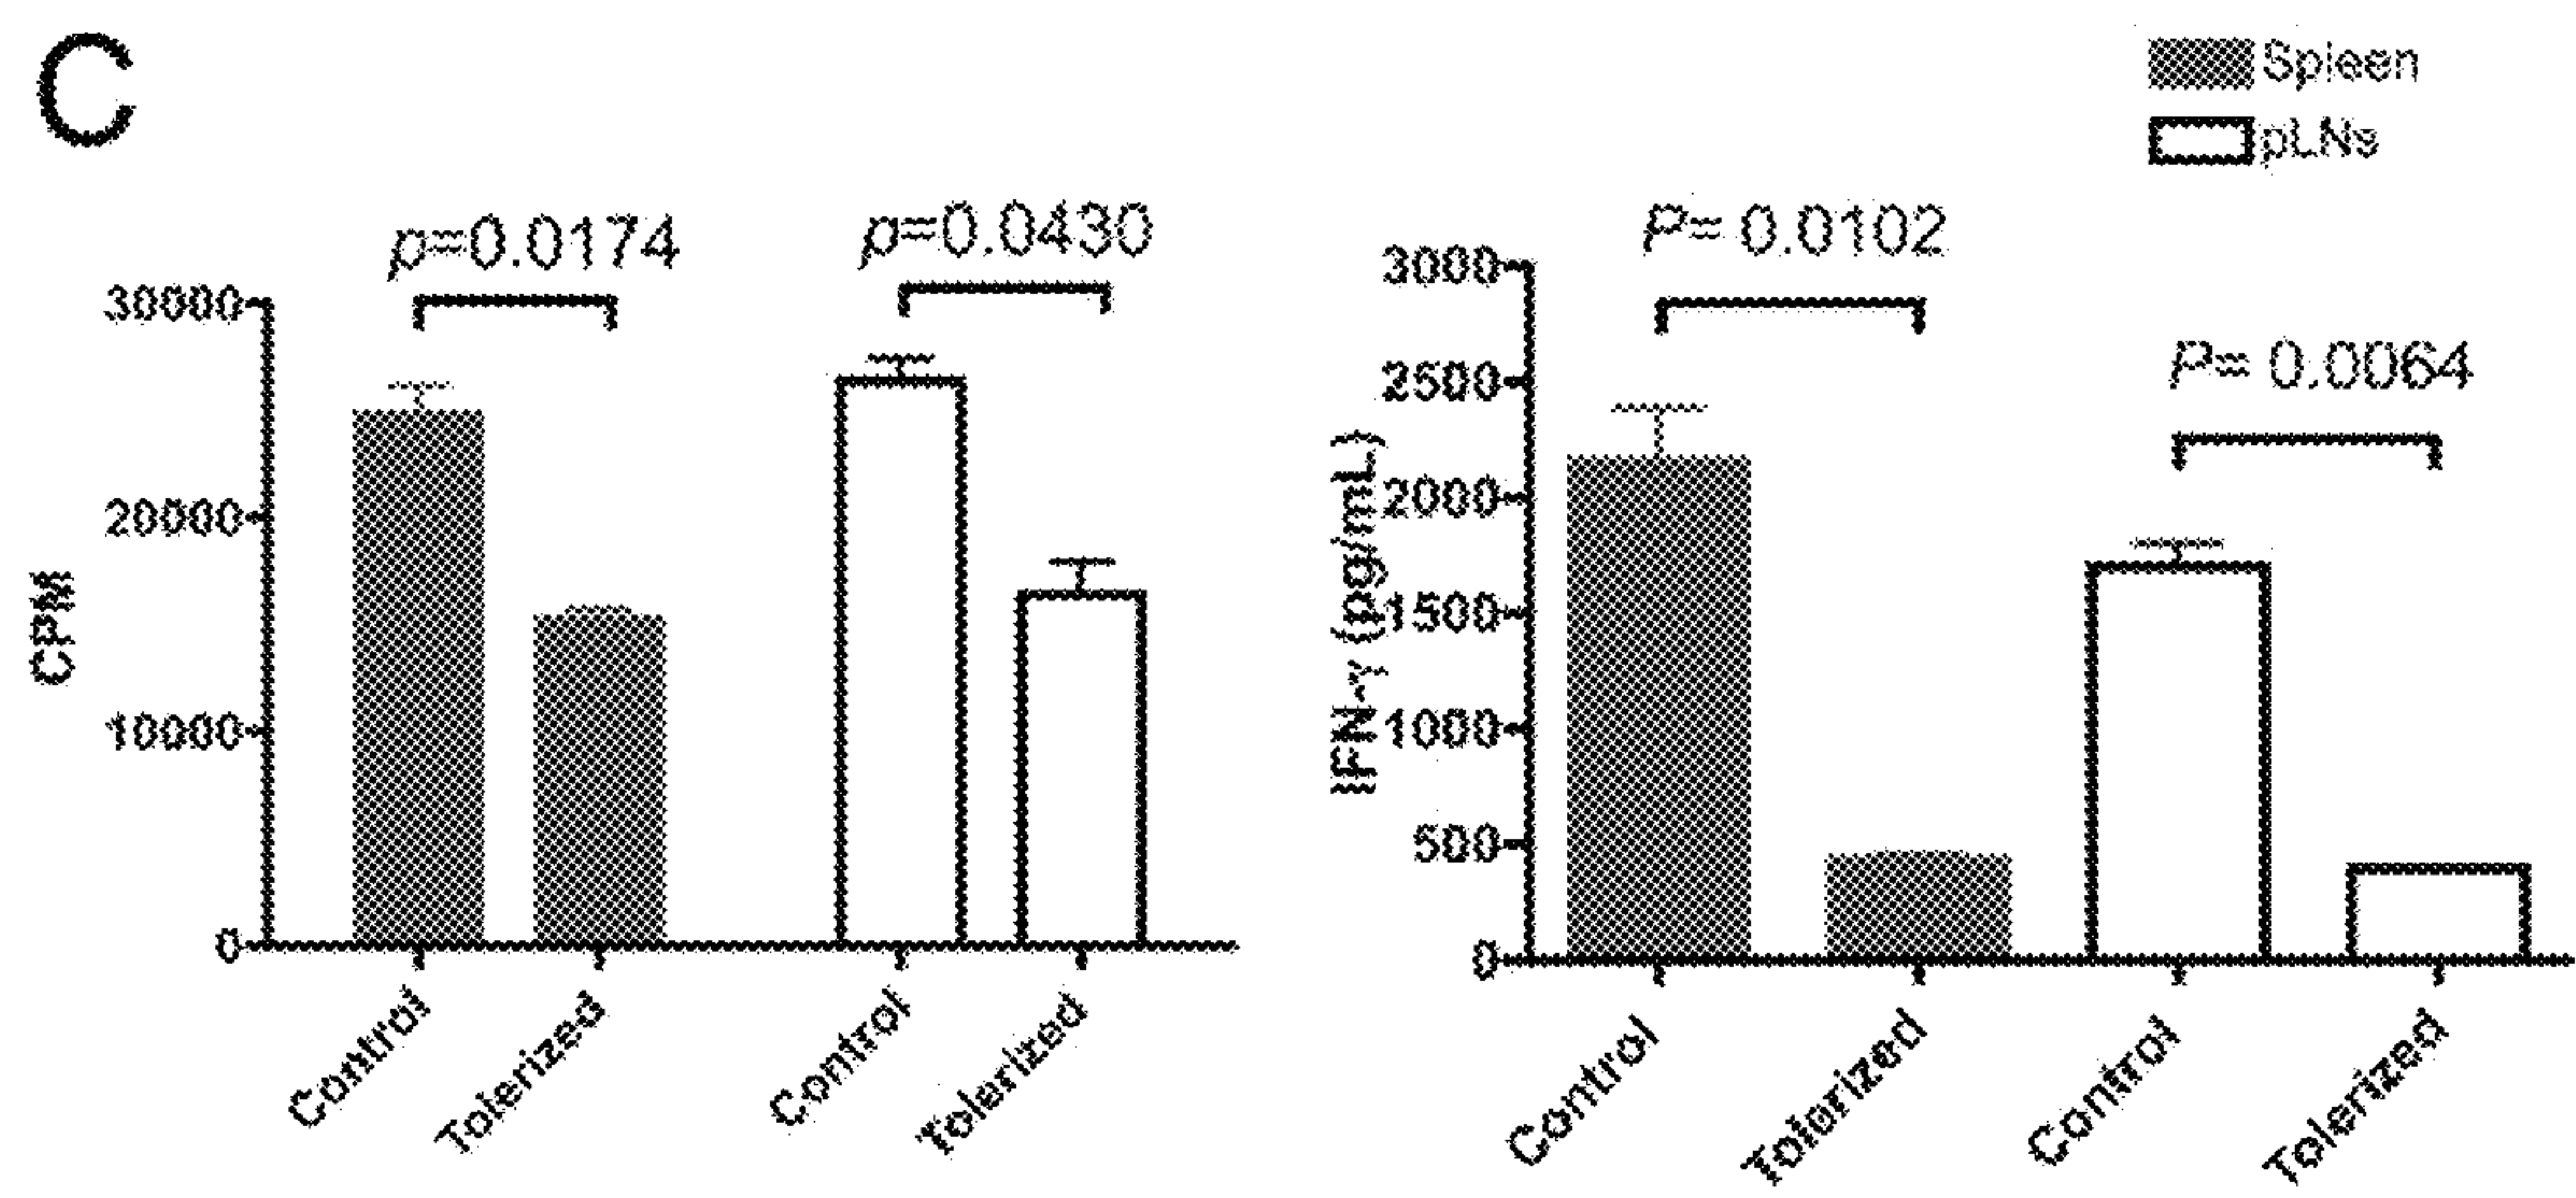 C
Spleen
pLNs
p=0.0174
p=0.0430
30000
20000
10000
0
CPM
Control
Tolerized
Control
Tolerized
P= 0.0102
P= 0.0064
3000
2500
2000
1500
1000
500
0
IFN-γ (pg/mL)
Control
Tolerized
Control
Tolerized